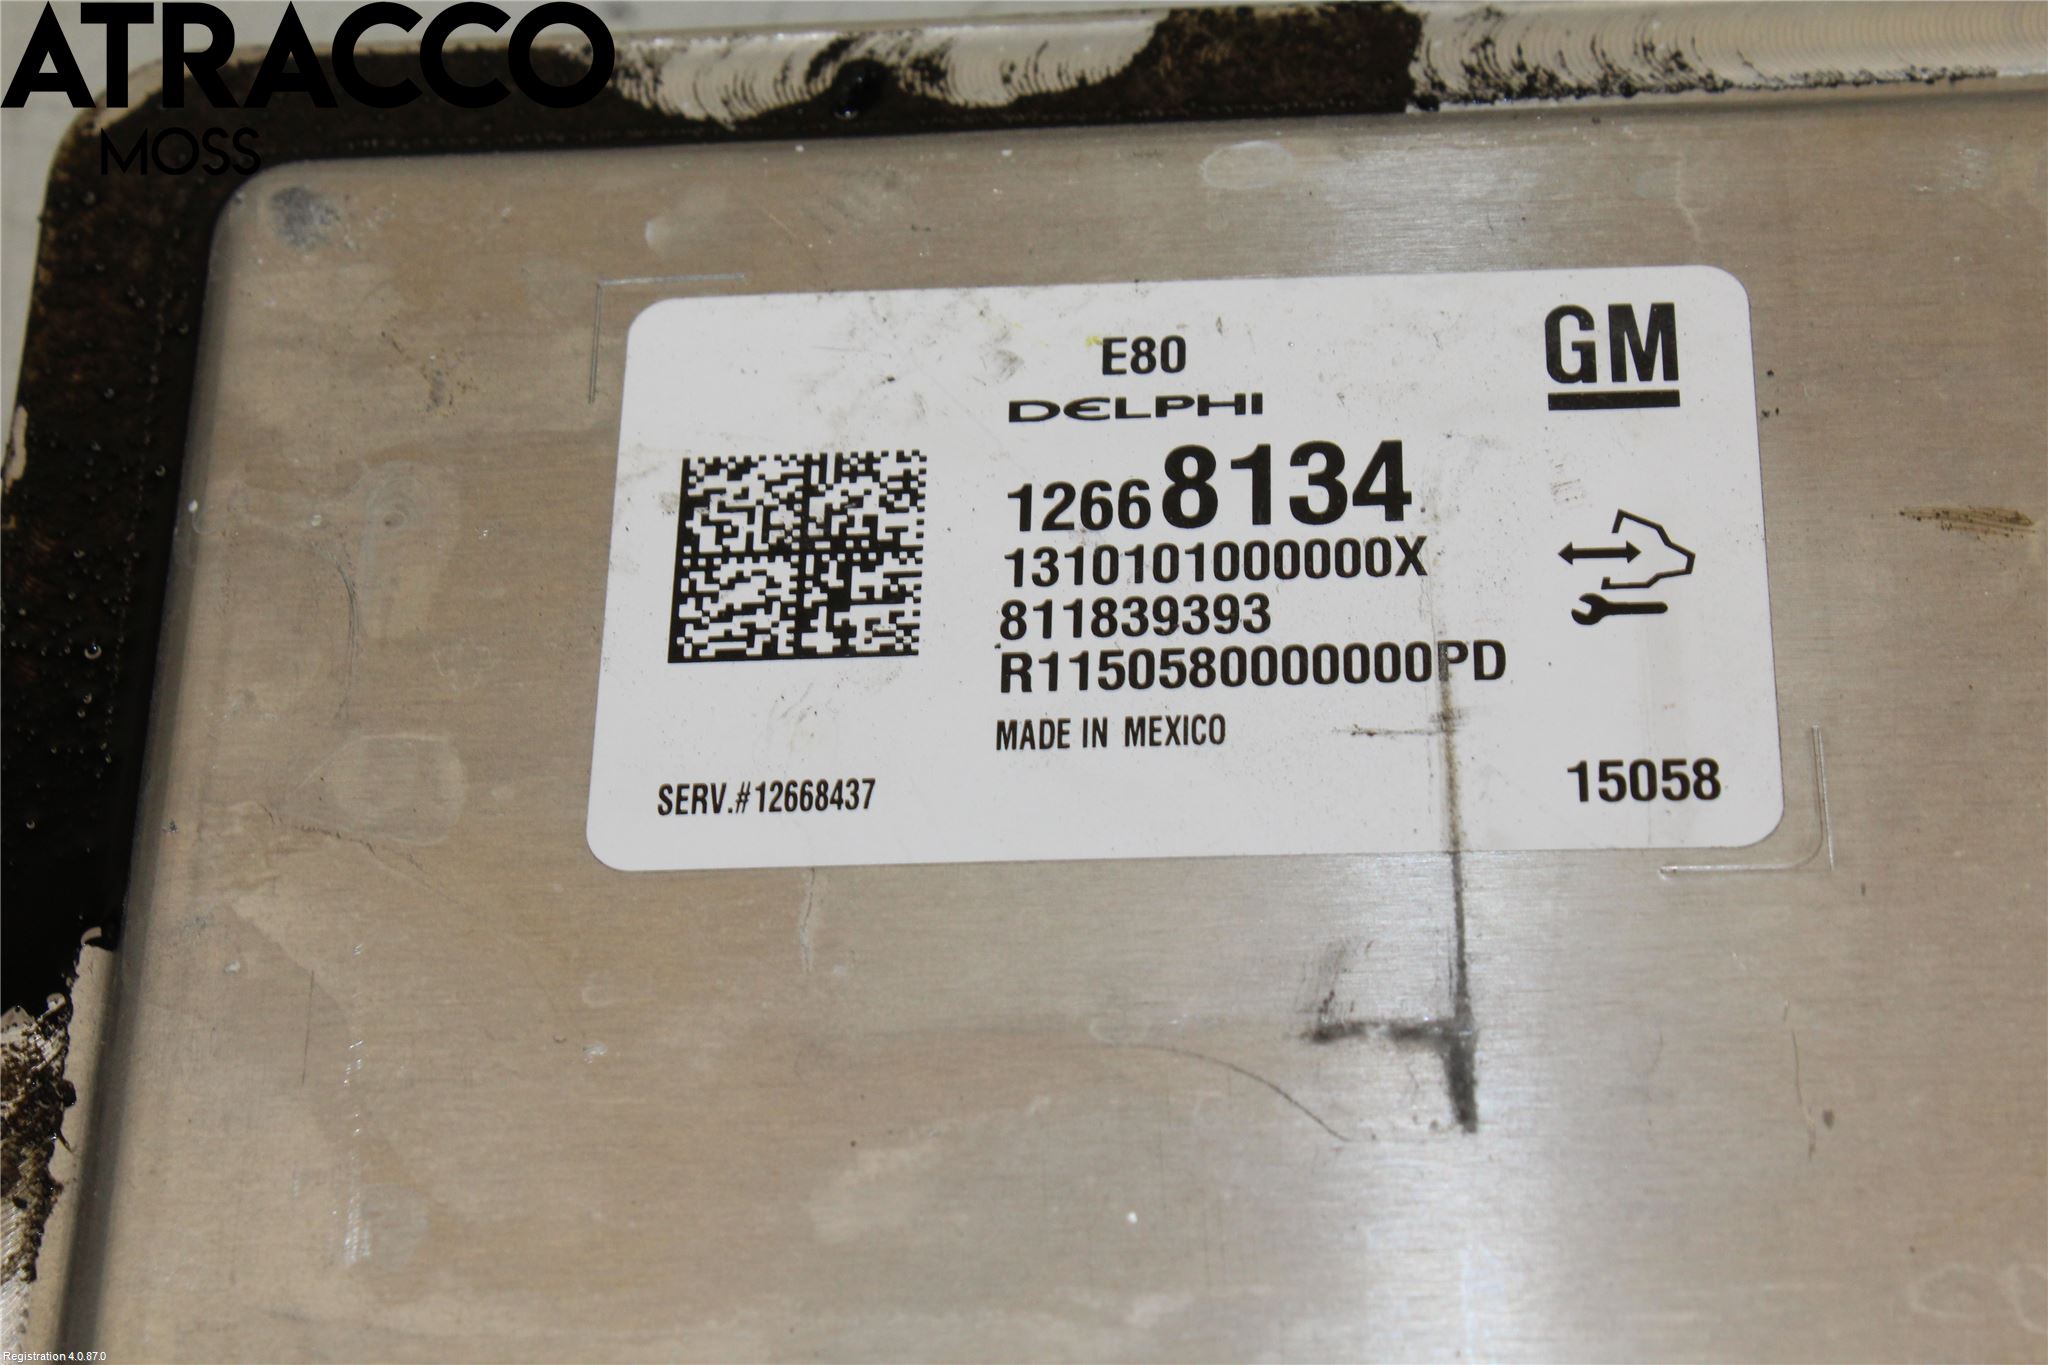 ATRACCO
MOSS
E80
GM
DELPHI
12668134
1310101000000X
811839393
R1150580000000PD
MADE IN MEXICO
SERV.#12668437
15058
Registration 4.0.87.0